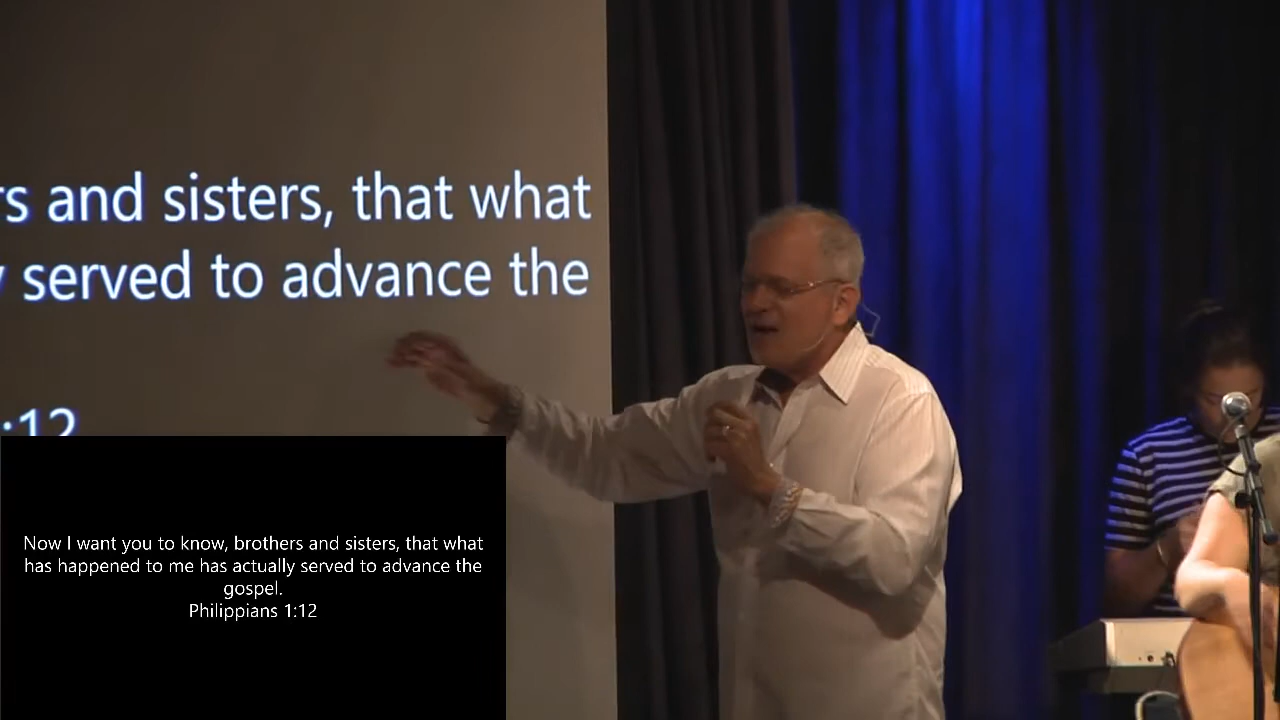 rs and sisters, that what
y served to advance the
:12
Now I want you to know, brothers and sisters, that what
has happened to me has actually served to advance the
gospel.
Philippians 1:12